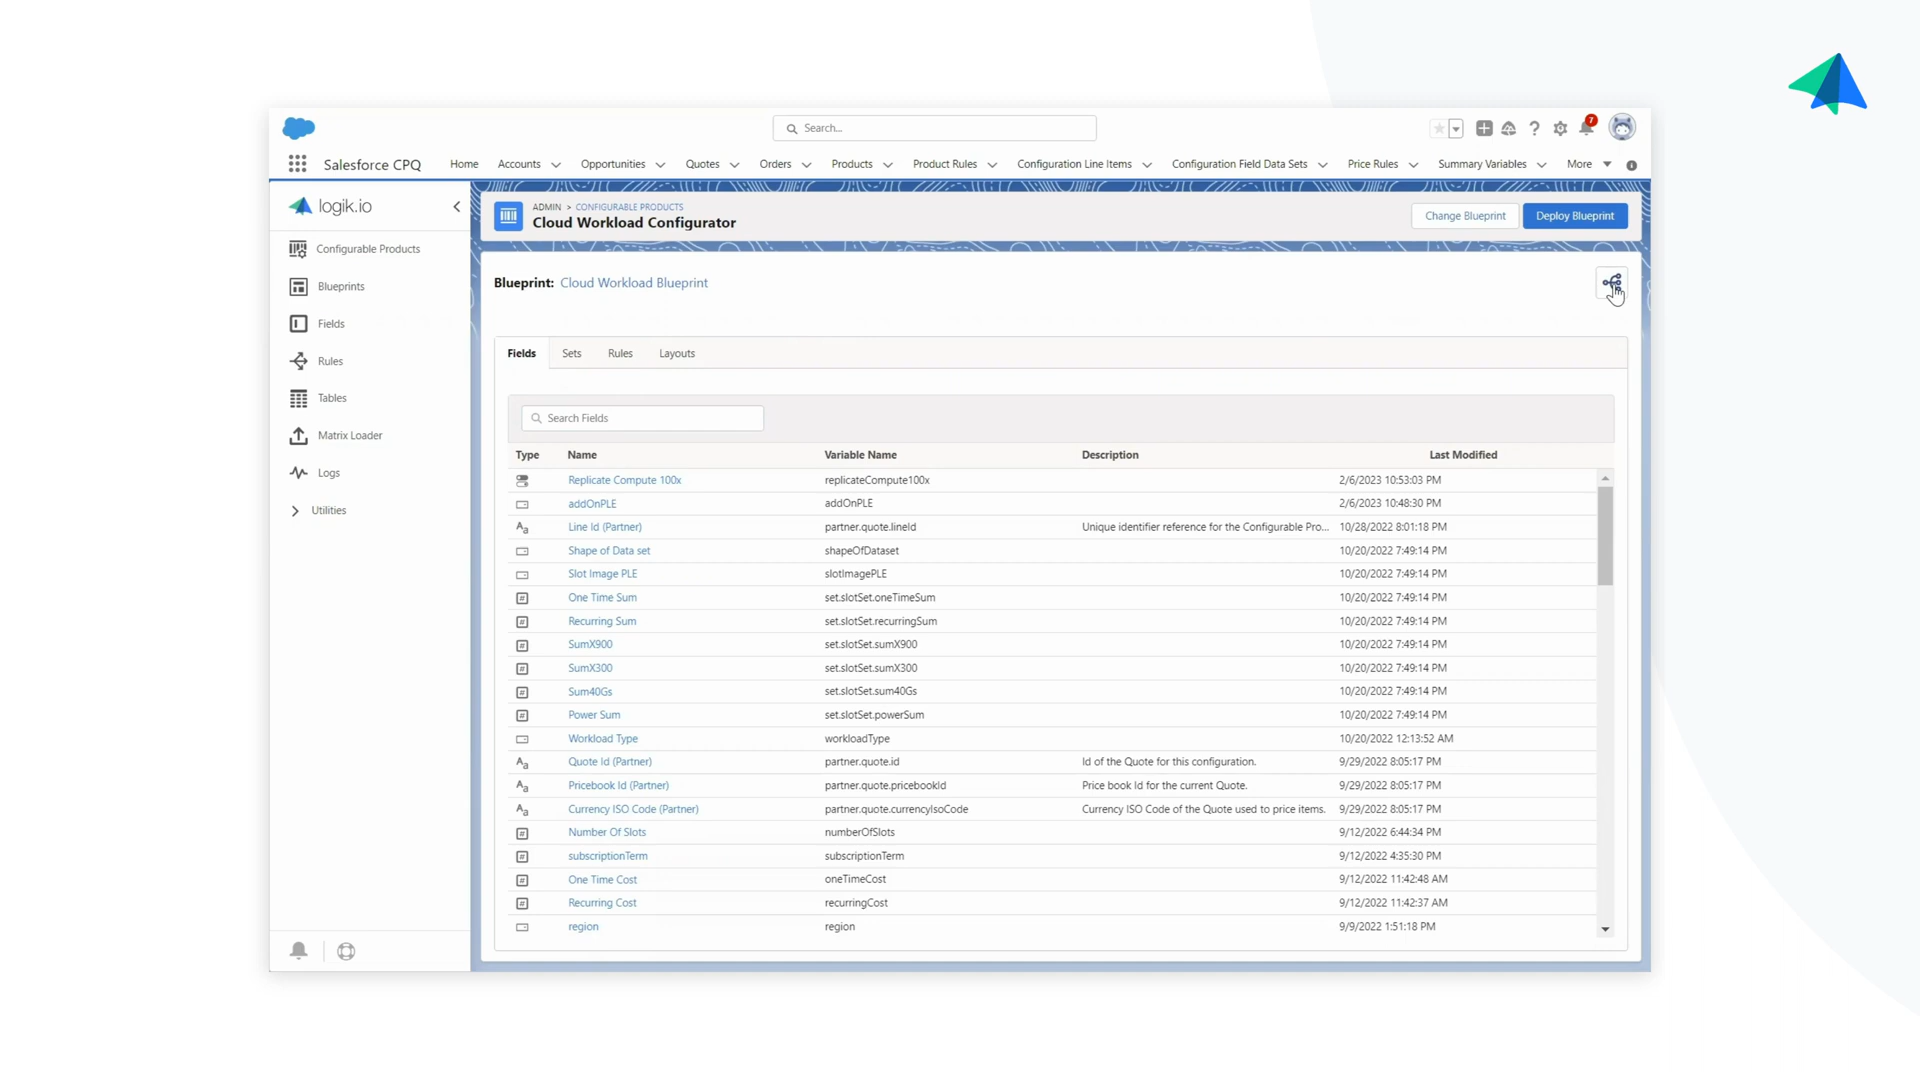 Search...
7
Salesforce CPQ Home Accounts Opportunities Quotes Orders Products Product Rules Configuration Line Items Configuration Field Data Sets Price Rules Summary Variables More
logik.io
ADMIN > CONFIGURABLE PRODUCTS
Cloud Workload Configurator
Change Blueprint Deploy Blueprint
Configurable Products
Blueprints
Fields
Rules
Tables
Matrix Loader
Logs
Utilities
Blueprint: Cloud Workload Blueprint
Fields Sets Rules Layouts
Search Fields
Type Name Variable Name Description Last Modified
Replicate Compute 100x replicateCompute100x 2/6/2023 10:53:03 PM
addOnPLE addOnPLE 2/6/2023 10:48:30 PM
Aa Line Id (Partner) partner.quote.lineId Unique identifier reference for the Configurable Pro... 10/28/2022 8:01:18 PM
Shape of Data set shapeOfDataset 10/20/2022 7:49:14 PM
Slot Image PLE slotImagePLE 10/20/2022 7:49:14 PM
# One Time Sum set.slotSet.oneTimeSum 10/20/2022 7:49:14 PM
# Recurring Sum set.slotSet.recurringSum 10/20/2022 7:49:14 PM
# SumX900 set.slotSet.sumX900 10/20/2022 7:49:14 PM
# SumX300 set.slotSet.sumX300 10/20/2022 7:49:14 PM
# Sum40Gs set.slotSet.sum40Gs 10/20/2022 7:49:14 PM
# Power Sum set.slotSet.powerSum 10/20/2022 7:49:14 PM
Workload Type workloadType 10/20/2022 12:13:52 AM
Aa Quote Id (Partner) partner.quote.id Id of the Quote for this configuration. 9/29/2022 8:05:17 PM
Aa Pricebook Id (Partner) partner.quote.pricebookId Price book Id for the current Quote. 9/29/2022 8:05:17 PM
Aa Currency ISO Code (Partner) partner.quote.currencyIsoCode Currency ISO Code of the Quote used to price items. 9/29/2022 8:05:17 PM
# Number Of Slots numberOfSlots 9/12/2022 6:44:34 PM
# subscriptionTerm subscriptionTerm 9/12/2022 4:35:30 PM
# One Time Cost oneTimeCost 9/12/2022 11:42:48 AM
# Recurring Cost recurringCost 9/12/2022 11:42:37 AM
region region 9/9/2022 1:51:18 PM